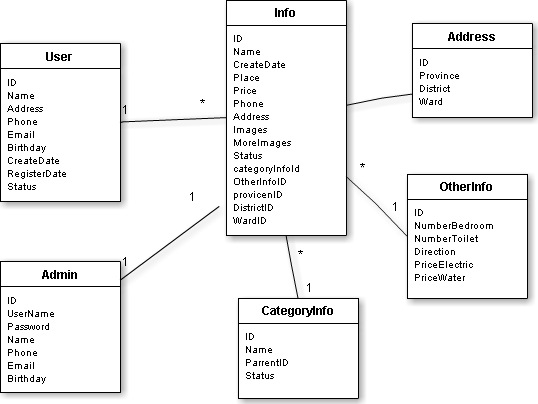 Info
ID
Name
CreateDate
Place
Price
Phone
Address
Images
MoreImages
Status
categoryInfoId
OtherInfoID
provicenID
DistrictID
WardID
User
ID
Name
Address
Phone
Email
Birthday
CreateDate
RegisterDate
Status
Address
ID
Province
District
Ward
OtherInfo
ID
NumberBedroom
NumberToilet
Direction
PriceElectric
PriceWater
Admin
ID
UserName
Password
Name
Phone
Email
Birthday
CategoryInfo
ID
Name
ParrentID
Status
1
*
1
1
*
1
*
1